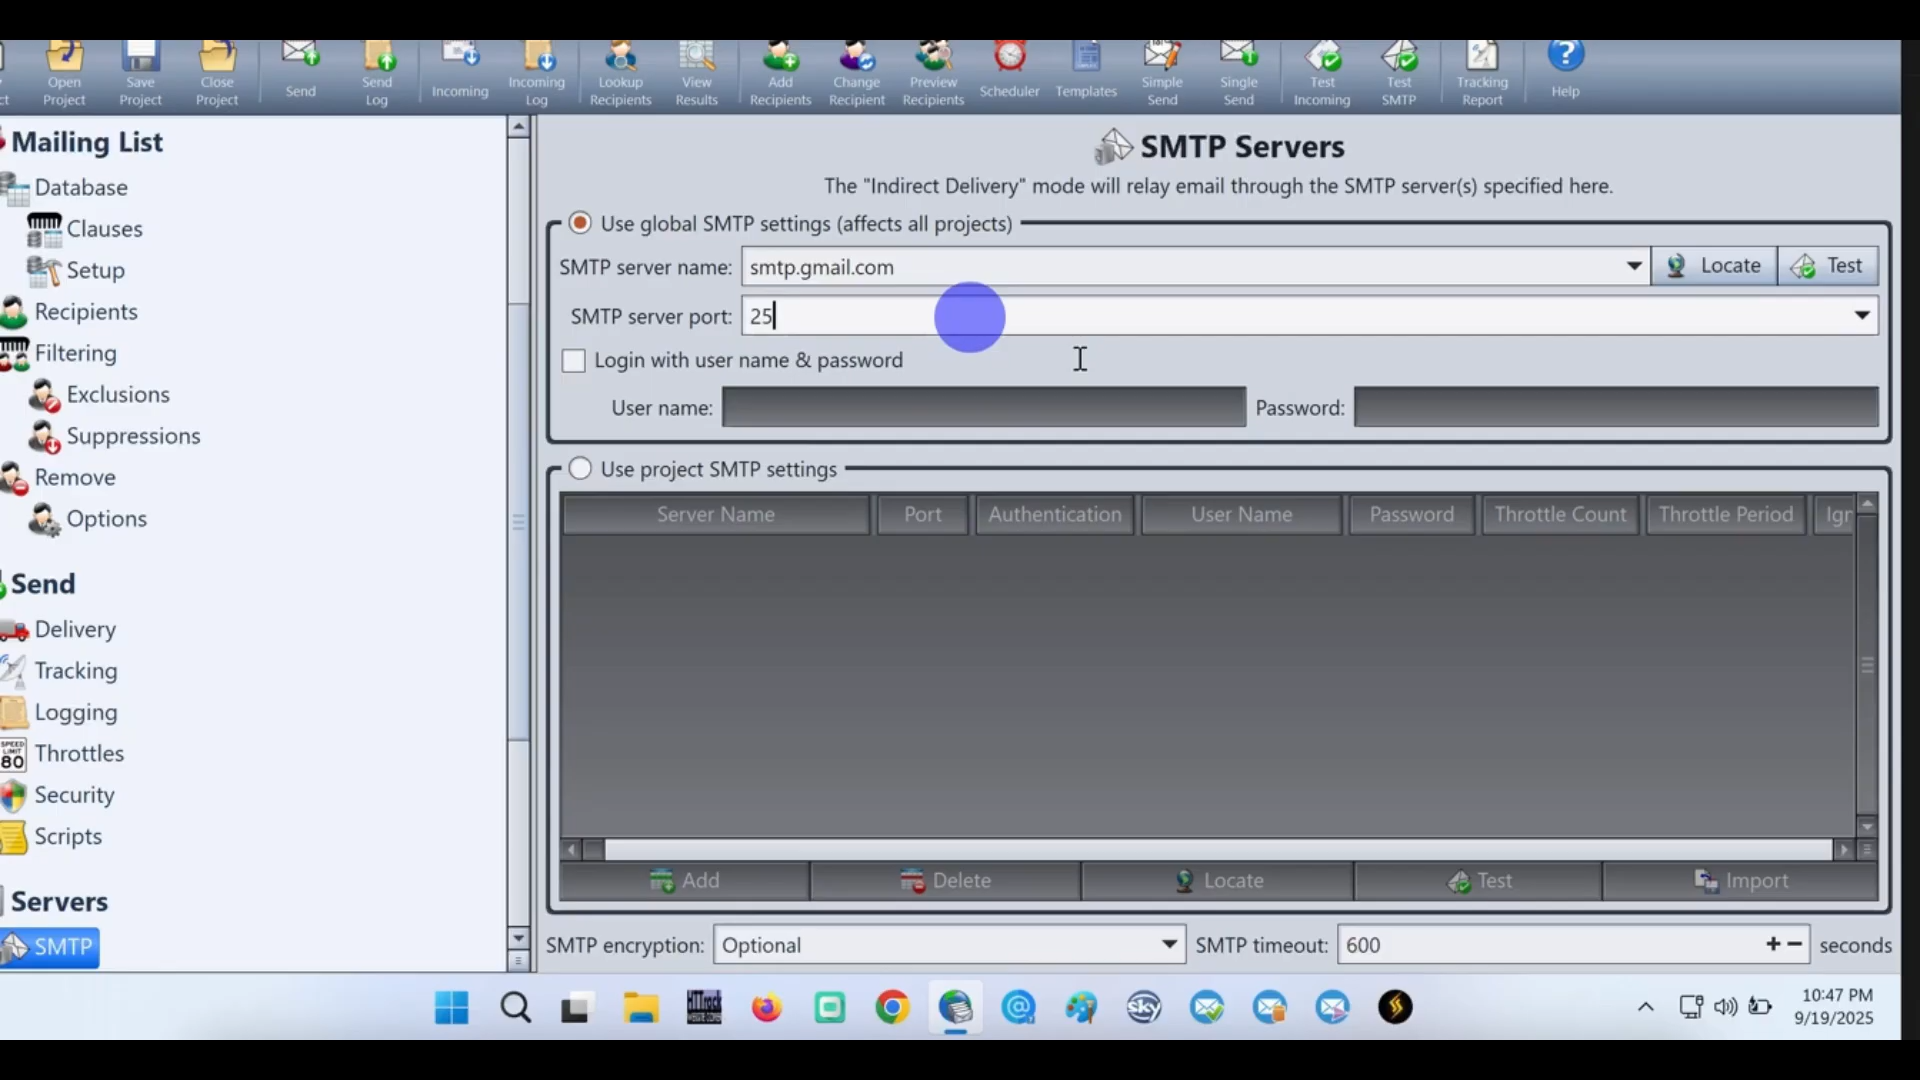 Open Project
Save Project
Close Project
Send
Send Log
Incoming
Incoming Log
Lookup Recipients
View Results
Add Recipients
Change Recipient
Preview Recipients
Scheduler
Templates
Simple Send
Single Send
Test Incoming
Test SMTP
Tracking Report
Help
Mailing List
Database
Clauses
Setup
Recipients
Filtering
Exclusions
Suppressions
Remove
Options
Send
Delivery
Tracking
Logging
SPEED LIMIT 80
Throttles
Security
Scripts
Servers
SMTP
SMTP Servers
The "Indirect Delivery" mode will relay email through the SMTP server(s) specified here.
Use global SMTP settings (affects all projects)
SMTP server name: smtp.gmail.com Locate Test
SMTP server port: 25
Login with user name & password
User name: Password:
Use project SMTP settings
Server Name Port Authentication User Name Password Throttle Count Throttle Period Igr
Add Delete Locate Test Import
SMTP encryption: Optional SMTP timeout: 600 seconds
sky
10:47 PM
9/19/2025